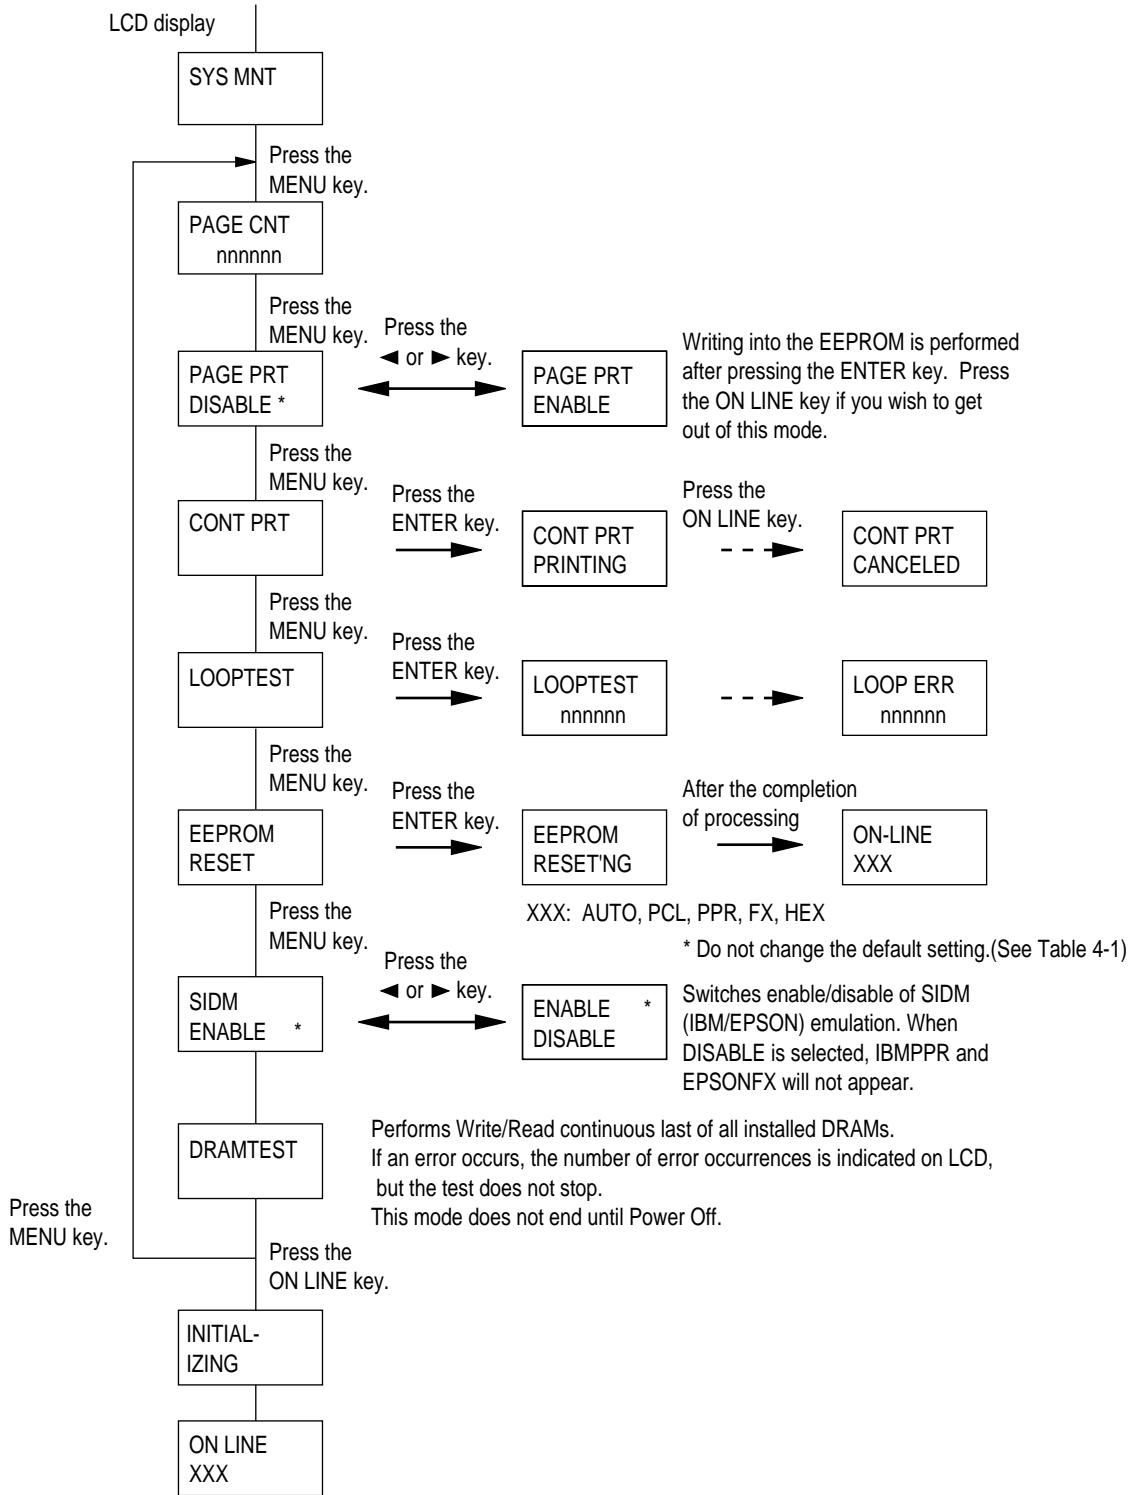 LCD display
SYS MNT
Press the
MENU key.
PAGE CNT
nnnnnn
Press the
MENU key.
PAGE PRT
DISABLE *
Press the
◄ or ► key.
PAGE PRT
ENABLE
Writing into the EEPROM is performed
after pressing the ENTER key.  Press
the ON LINE key if you wish to get
out of this mode.
Press the
MENU key.
CONT PRT
Press the
ENTER key.
CONT PRT
PRINTING
Press the
ON LINE key.
CONT PRT
CANCELED
Press the
MENU key.
LOOPTEST
Press the
ENTER key.
LOOPTEST
nnnnnn
LOOP ERR
nnnnnn
Press the
MENU key.
EEPROM
RESET
Press the
ENTER key.
EEPROM
RESET'NG
After the completion
of processing
ON-LINE
XXX
XXX:  AUTO, PCL, PPR, FX, HEX
* Do not change the default setting.(See Table 4-1)
Press the
MENU key.
SIDM
ENABLE *
Press the
◄ or ► key.
ENABLE *
DISABLE
Switches enable/disable of SIDM
(IBM/EPSON) emulation. When
DISABLE is selected, IBMPPR and
EPSONFX will not appear.
DRAMTEST
Performs Write/Read continuous last of all installed DRAMs.
If an error occurs, the number of error occurrences is indicated on LCD,
but the test does not stop.
This mode does not end until Power Off.
Press the
MENU key.
Press the
ON LINE key.
INITIAL-
IZING
ON LINE
XXX